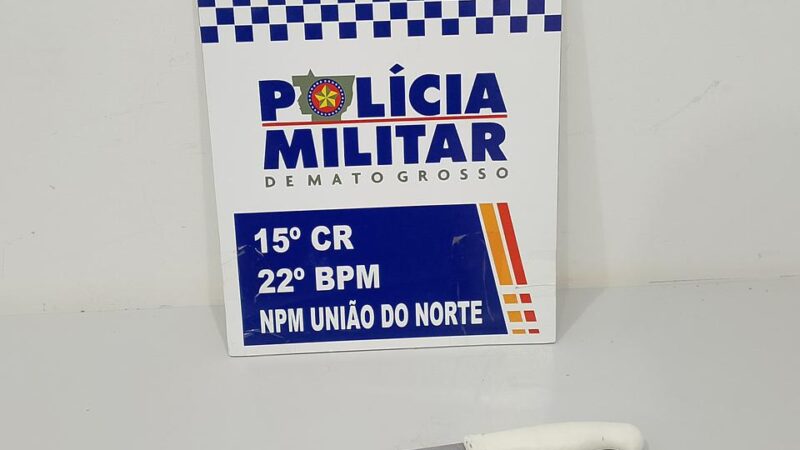 POLÍCIA
MILITAR
DE MATO GROSSO
15º CR
22º BPM
NPM UNIÃO DO NORTE